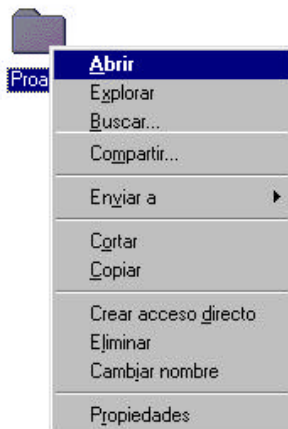 Proa
Abrir
Explorar
Buscar...
Compartir...
Enviar a
Cortar
Copiar
Crear acceso directo
Eliminar
Cambiar nombre
Propiedades